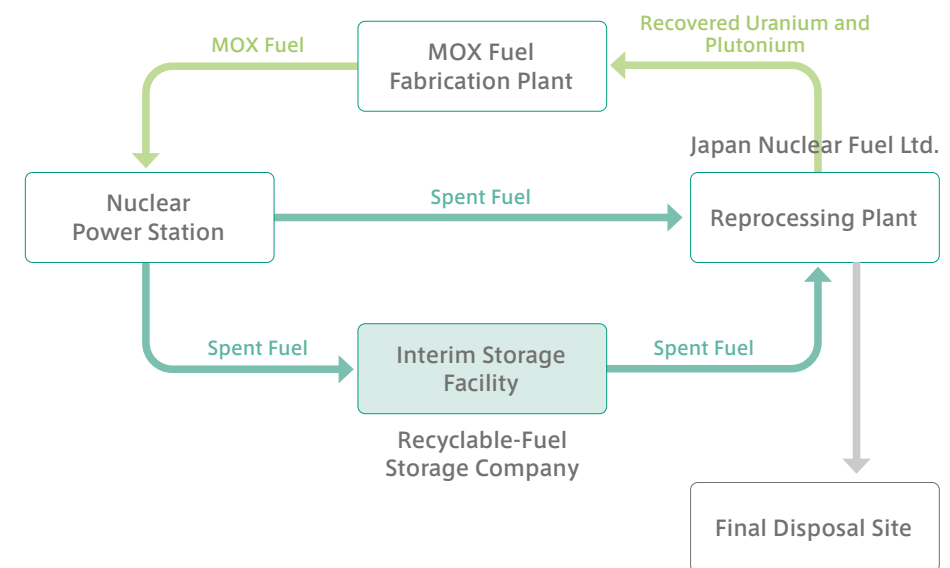 Recovered Uranium and
Plutonium
MOX Fuel
MOX Fuel
Fabrication Plant
Japan Nuclear Fuel Ltd.
Nuclear
Power Station
Spent Fuel
Reprocessing Plant
Spent Fuel
Interim Storage
Facility
Spent Fuel
Recyclable-Fuel
Storage Company
Final Disposal Site